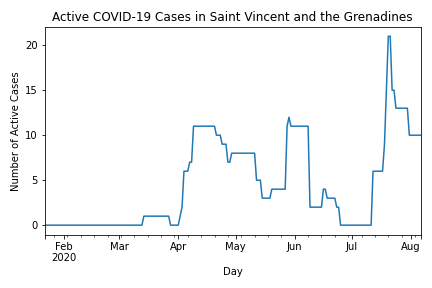 Active COVID-19 Cases in Saint Vincent and the Grenadines
Number of Active Cases
20
15
10
5
0
Feb Mar Apr May Jun Jul Aug
2020
Day